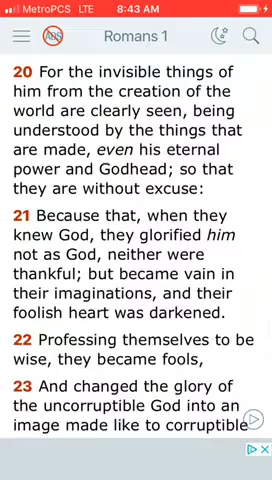 MetroPCS LTE 8:43 AM
ADS Romans 1
20 For the invisible things of
him from the creation of the
world are clearly seen, being
understood by the things that
are made, even his eternal
power and Godhead; so that
they are without excuse:
21 Because that, when they
knew God, they glorified him
not as God, neither were
thankful; but became vain in
their imaginations, and their
foolish heart was darkened.
22 Professing themselves to be
wise, they became fools,
23 And changed the glory of
the uncorruptible God into an
image made like to corruptible